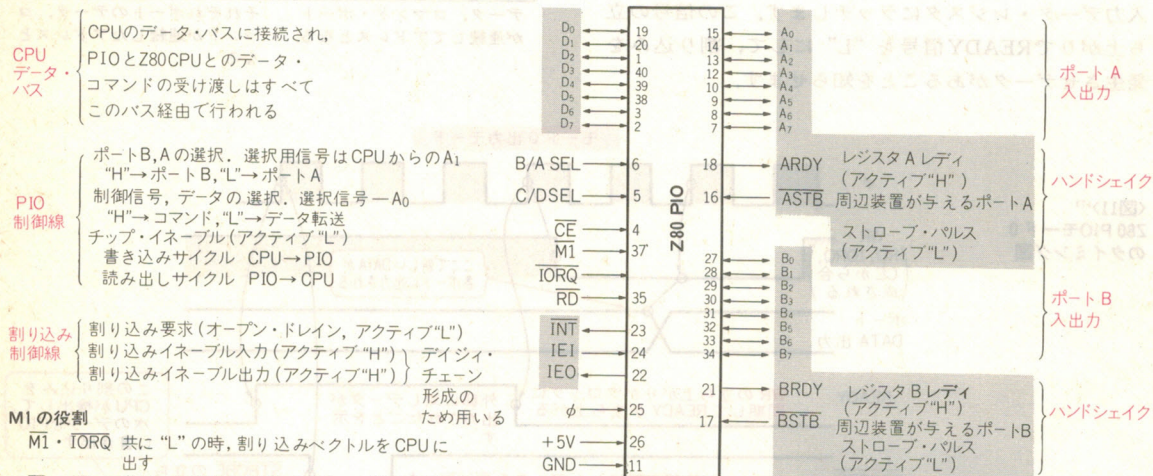 CPU
データ・
バス
CPUのデータ・バスに接続され,
PIOとZ80CPUとのデータ・
コマンドの受け渡しはすべて
このバス経由で行われる
PIO
制御線
ポートB,Aの選択.選択用信号はCPUからのA1
"H"→ポートB,"L"→ポートA
制御信号,データの選択.選択信号―A0
"H"→コマンド,"L"→データ転送
チップ・イネーブル(アクティブ"L")
書き込みサイクル CPU→PIO
読み出しサイクル PIO→CPU
割り込み
制御線
割り込み要求(オープン・ドレイン,アクティブ"L")
割り込みイネーブル入力(アクティブ"H")
割り込みイネーブル出力(アクティブ"H")
デイジィ・
チェーン
形成の
ため用いる
M1の役割
M1・IORQ 共に"L"の時,割り込みベクトルをCPUに
出す
D0 19
D1 20
D2 1
D3 40
D4 39
D5 38
D6 3
D7 2
B/A SEL 6
C/DSEL 5
CE 4
M1 37
IORQ
RD 35
INT 23
IEI 24
IEO 22
φ 25
+5V 26
GND 11
Z80 PIO
15 A0
14 A1
13 A2
12 A3
10 A4
9 A5
8 A6
7 A7
ポートA
入出力
18 ARDY レジスタAレディ
(アクティブ"H")
16 ASTB 周辺装置が与えるポートA
ストローブ・パルス
(アクティブ"L")
ハンドシェイク
27 B0
28 B1
29 B2
30 B3
31 B4
32 B5
33 B6
34 B7
ポートB
入出力
21 BRDY レジスタBレディ
(アクティブ"H")
17 BSTB 周辺装置が与えるポートB
ストローブ・パルス
(アクティブ"L")
ハンドシェイク